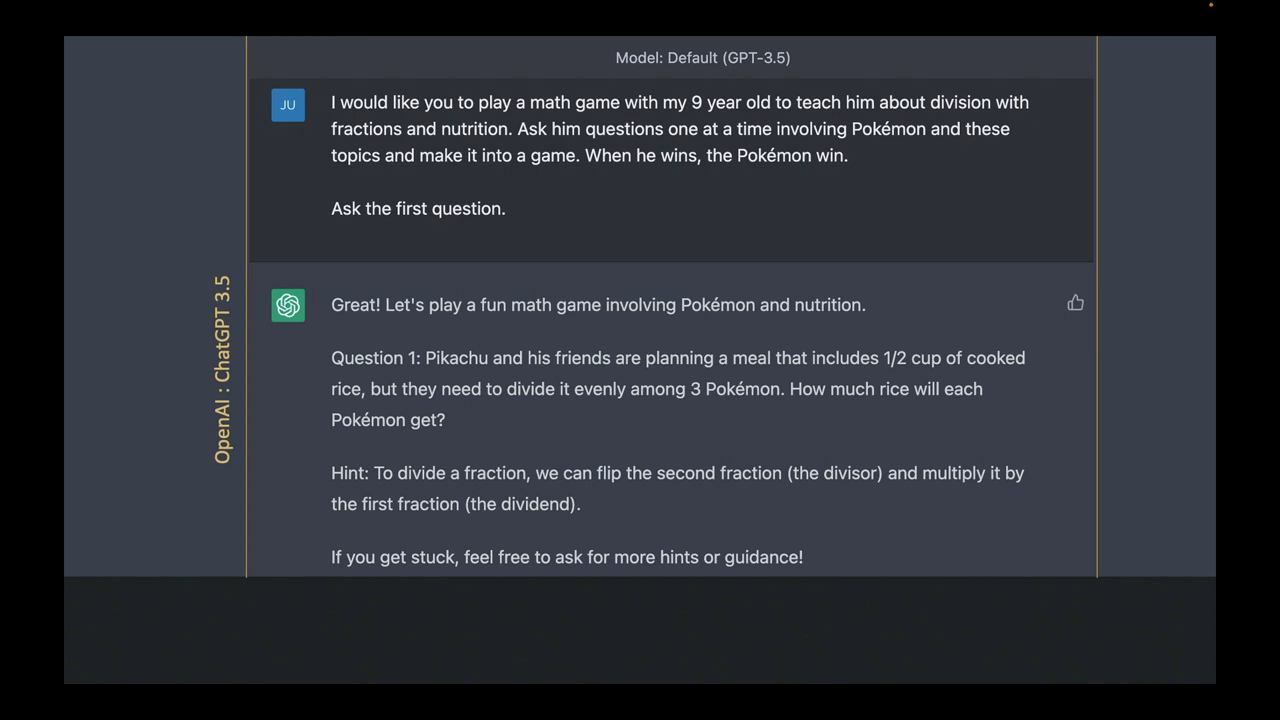 Model: Default (GPT-3.5)
JU
I would like you to play a math game with my 9 year old to teach him about division with
fractions and nutrition. Ask him questions one at a time involving Pokémon and these
topics and make it into a game. When he wins, the Pokémon win.
Ask the first question.
OpenAI : ChatGPT 3.5
Great! Let's play a fun math game involving Pokémon and nutrition.
Question 1: Pikachu and his friends are planning a meal that includes 1/2 cup of cooked
rice, but they need to divide it evenly among 3 Pokémon. How much rice will each
Pokémon get?
Hint: To divide a fraction, we can flip the second fraction (the divisor) and multiply it by
the first fraction (the dividend).
If you get stuck, feel free to ask for more hints or guidance!